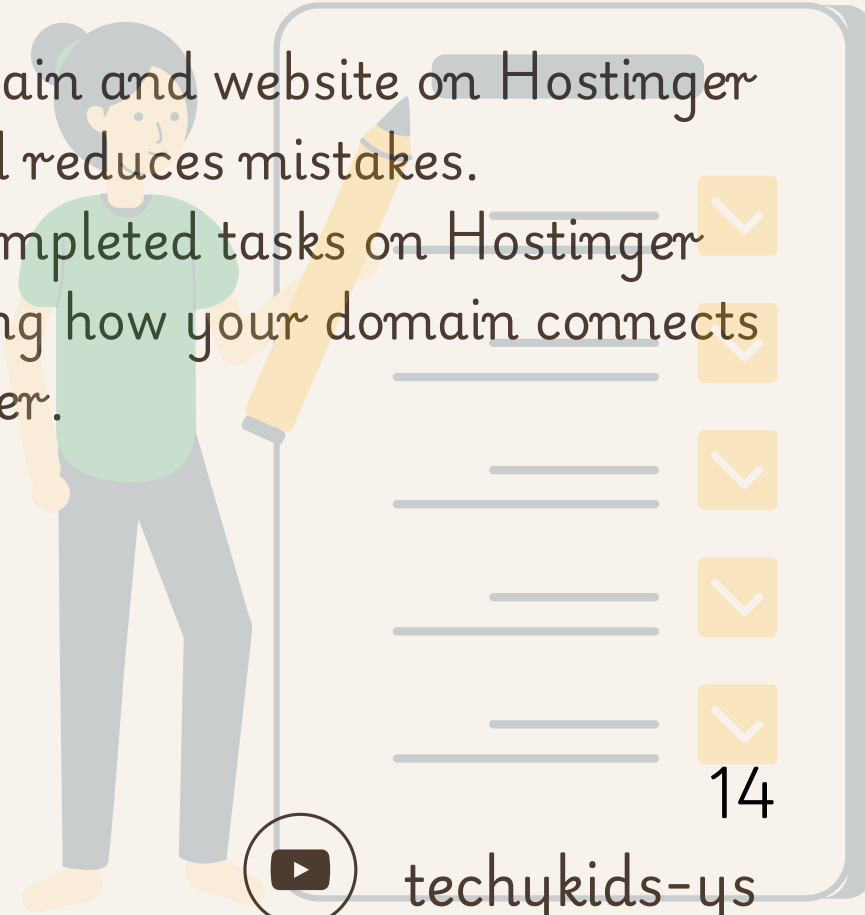 ain and website on Hostinger
reduces mistakes.
mpleted tasks on Hostinger
ng how your domain connects
er.
14
techykids-ys